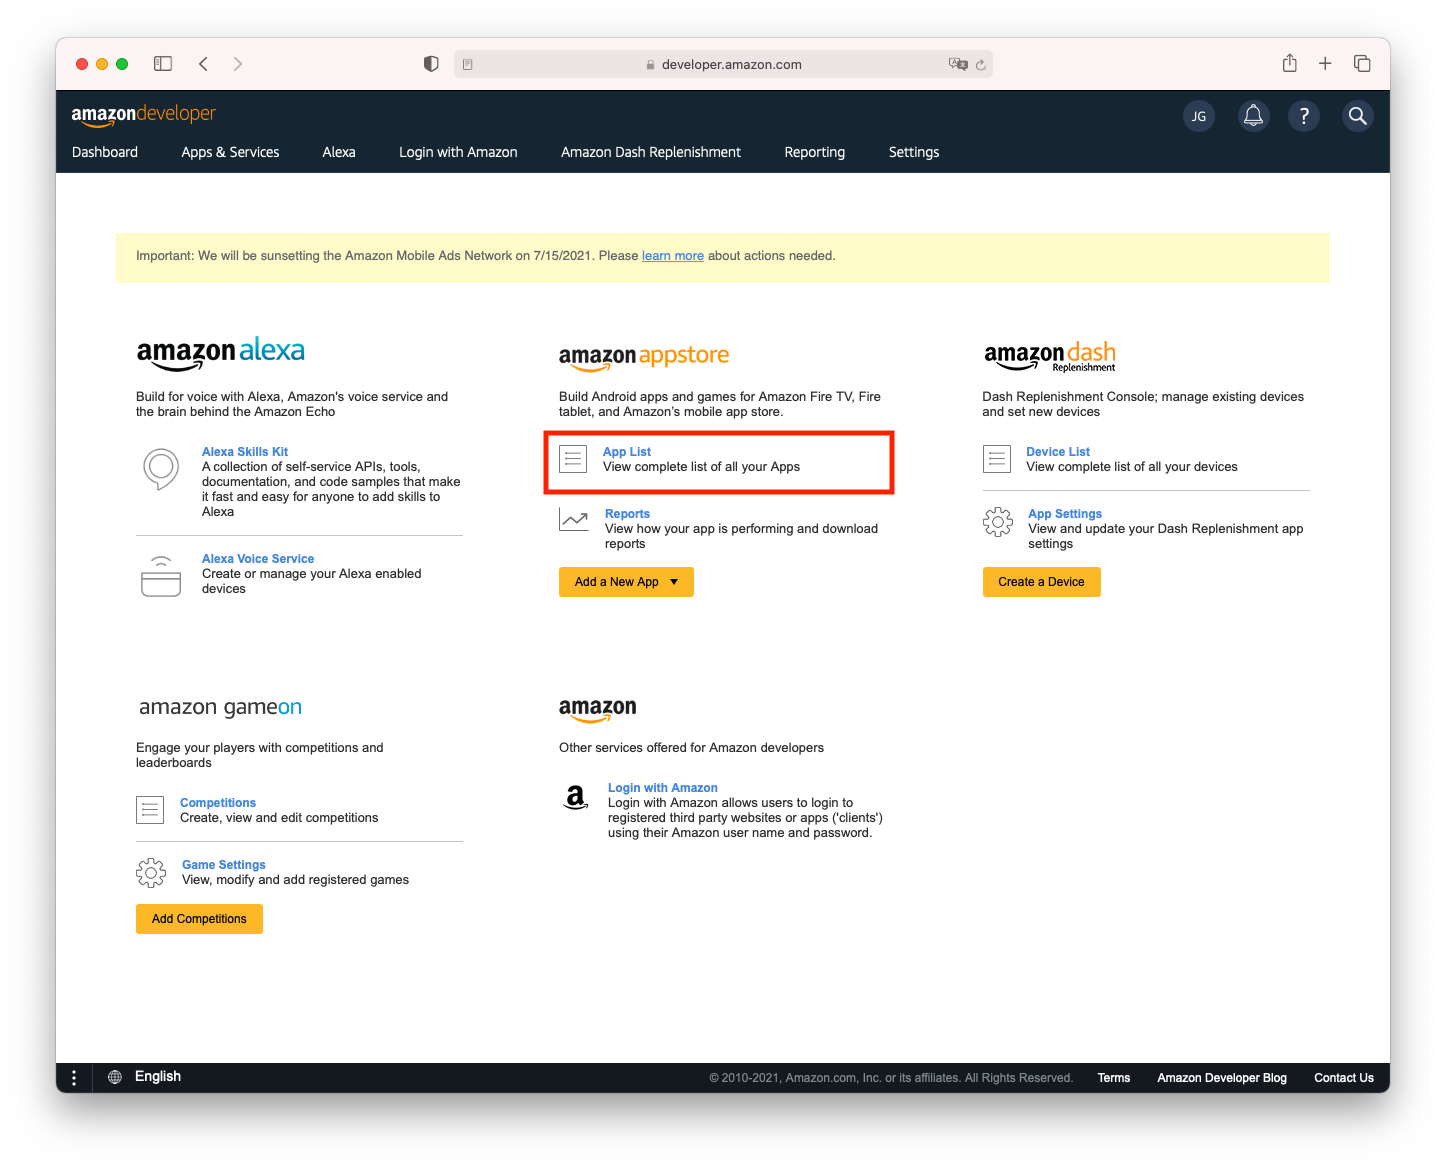 developer.amazon.com
amazondeveloper
JG
?
Dashboard
Apps & Services
Alexa
Login with Amazon
Amazon Dash Replenishment
Reporting
Settings
Important: We will be sunsetting the Amazon Mobile Ads Network on 7/15/2021. Please learn more about actions needed.
amazon alexa
Build for voice with Alexa, Amazon's voice service and
the brain behind the Amazon Echo
Alexa Skills Kit
A collection of self-service APIs, tools,
documentation, and code samples that make
it fast and easy for anyone to add skills to
Alexa
Alexa Voice Service
Create or manage your Alexa enabled
devices
amazon appstore
Build Android apps and games for Amazon Fire TV, Fire
tablet, and Amazon's mobile app store.
App List
View complete list of all your Apps
Reports
View how your app is performing and download
reports
Add a New App
amazon dash
Replenishment
Dash Replenishment Console; manage existing devices
and set new devices
Device List
View complete list of all your devices
App Settings
View and update your Dash Replenishment app
settings
Create a Device
amazon gameon
Engage your players with competitions and
leaderboards
Competitions
Create, view and edit competitions
Game Settings
View, modify and add registered games
Add Competitions
amazon
Other services offered for Amazon developers
a
Login with Amazon
Login with Amazon allows users to login to
registered third party websites or apps ('clients')
using their Amazon user name and password.
English
© 2010-2021, Amazon.com, Inc. or its affiliates. All Rights Reserved.
Terms
Amazon Developer Blog
Contact Us